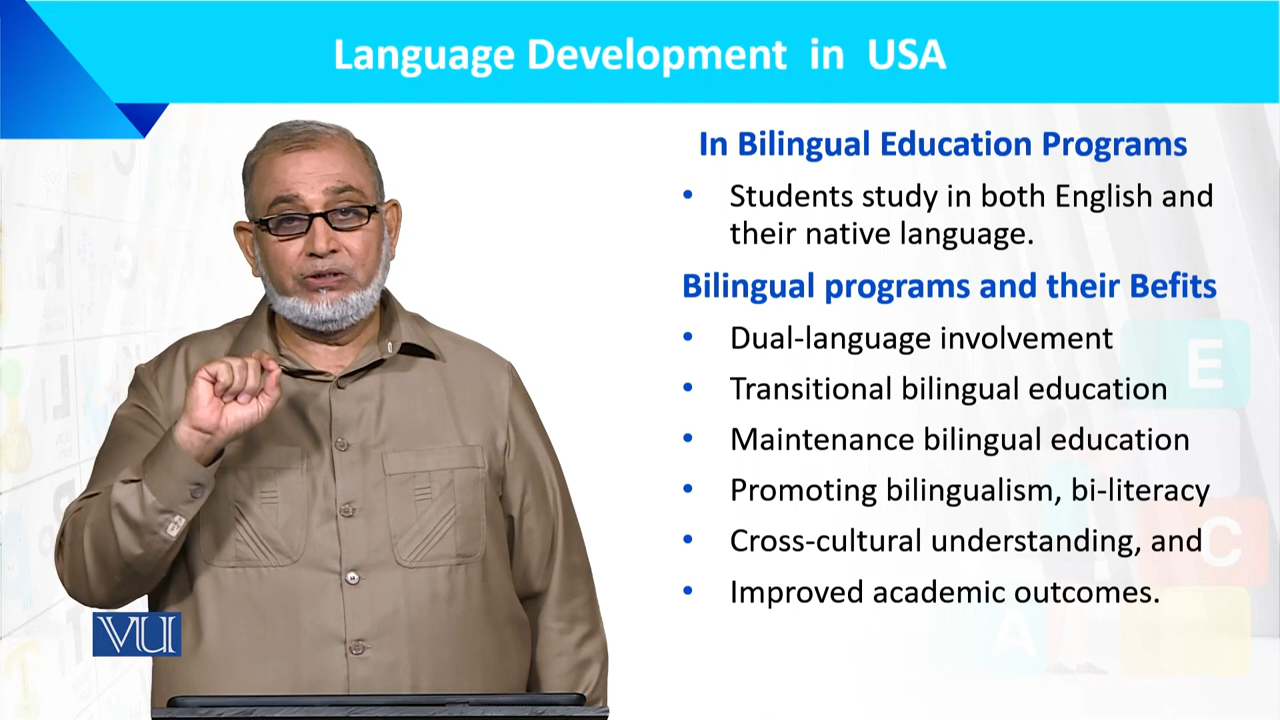 Language Development in USA
In Bilingual Education Programs
• Students study in both English and
their native language.
Bilingual programs and their Befits
• Dual-language involvement
• Transitional bilingual education
• Maintenance bilingual education
• Promoting bilingualism, bi-literacy
• Cross-cultural understanding, and
• Improved academic outcomes.
VU
E
C
A